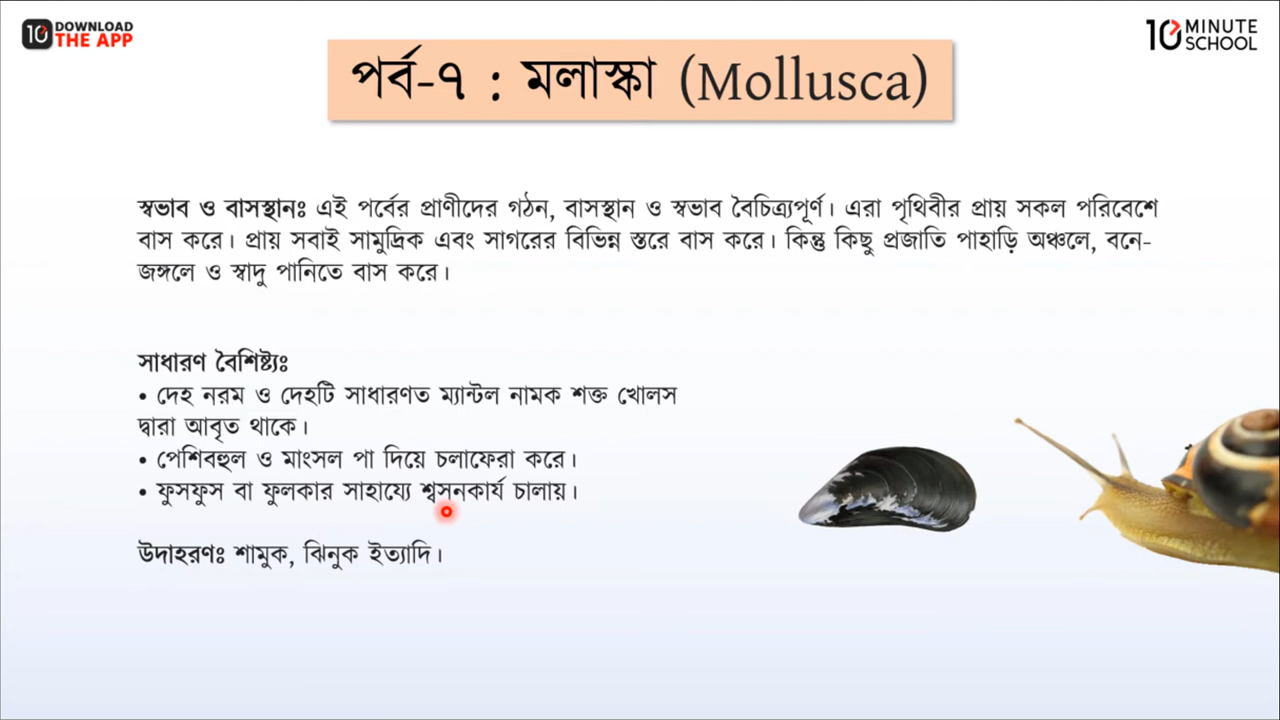 10 DOWNLOAD
THE APP
10 MINUTE
SCHOOL
পর্ব-৭ : মলাস্কা (Mollusca)
স্বভাব ও বাসস্থানঃ এই পর্বের প্রাণীদের গঠন, বাসস্থান ও স্বভাব বৈচিত্র্যপূর্ণ। এরা পৃথিবীর প্রায় সকল পরিবেশে
বাস করে। প্রায় সবাই সামুদ্রিক এবং সাগরের বিভিন্ন স্তরে বাস করে। কিন্তু কিছু প্রজাতি পাহাড়ি অঞ্চলে, বনে-
জঙ্গলে ও স্বাদু পানিতে বাস করে।
সাধারণ বৈশিষ্ট্যঃ
• দেহ নরম ও দেহটি সাধারণত ম্যান্টল নামক শক্ত খোলস
দ্বারা আবৃত থাকে।
• পেশিবহুল ও মাংসল পা দিয়ে চলাফেরা করে।
• ফুসফুস বা ফুলকার সাহায্যে শ্বসনকার্য চালায়।
উদাহরণঃ শামুক, ঝিনুক ইত্যাদি।